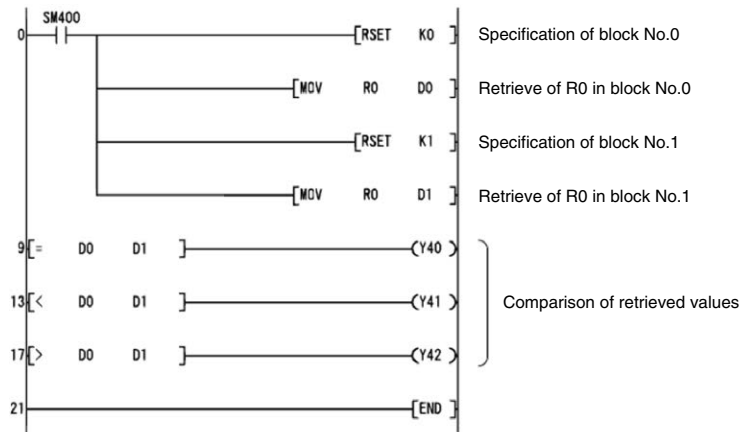 SM400
0 [RSET K0 ] Specification of block No.0
[MOV R0 D0 ] Retrieve of R0 in block No.0
[RSET K1 ] Specification of block No.1
[MOV R0 D1 ] Retrieve of R0 in block No.1
9 [= D0 D1 ] (Y40 )
13 [< D0 D1 ] (Y41 ) Comparison of retrieved values
17 [> D0 D1 ] (Y42 )
21 [END ]